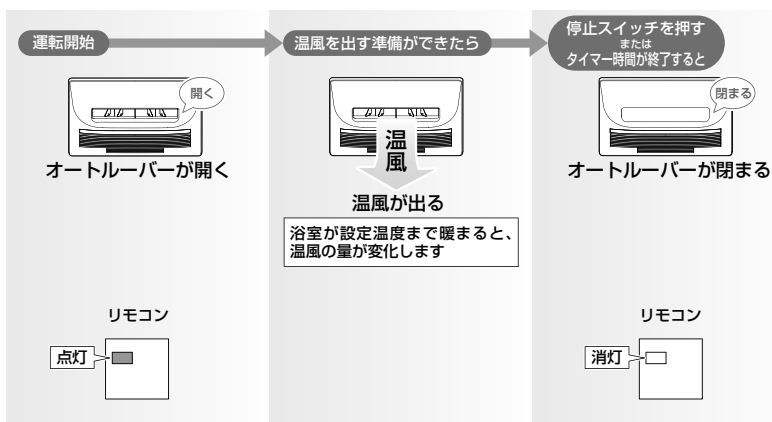 運転開始
開く
オートルーバーが開く
リモコン
点灯
温風を出す準備ができたら
温風
温風が出る
浴室が設定温度まで暖まると、
温風の量が変化します
停止スイッチを押す
または
タイマー時間が終了すると
閉まる
オートルーバーが閉まる
リモコン
消灯